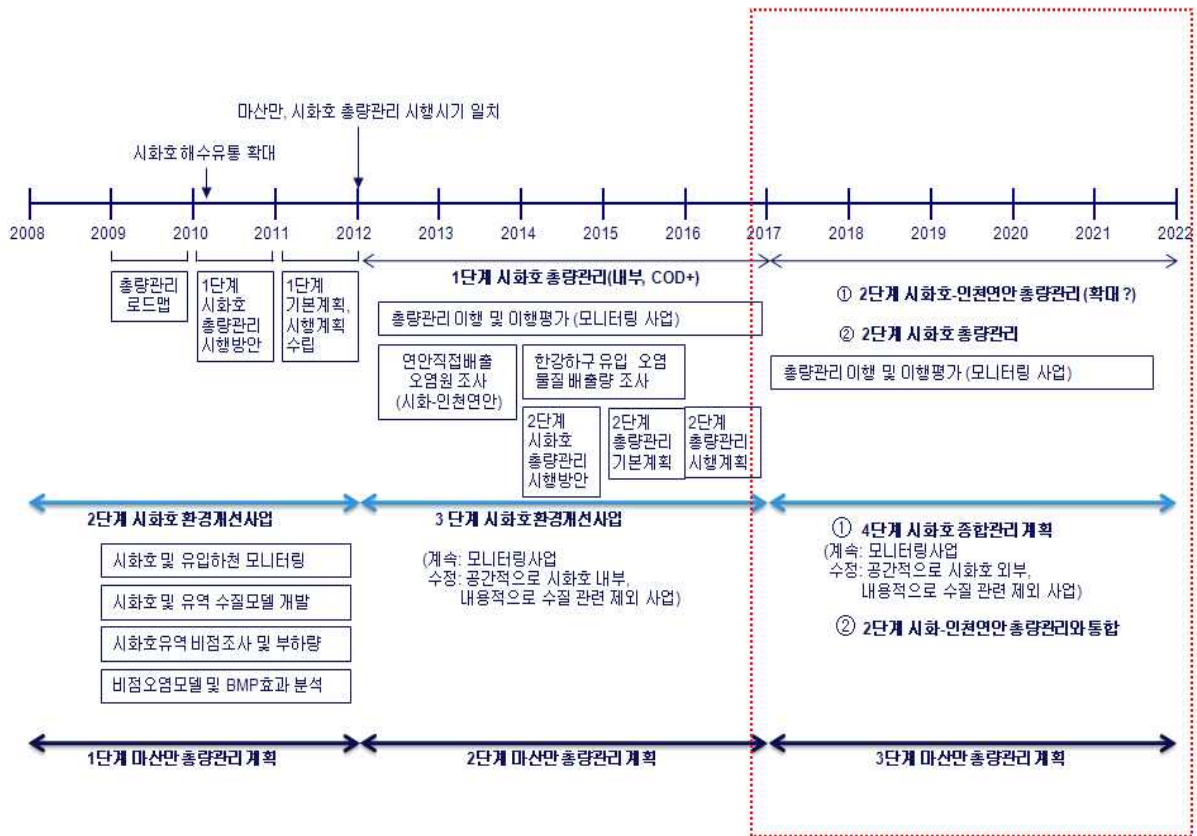 마산만, 시화호 총량관리 시행시기 일치
시화호해수유통 확대
2008 2009 2010 2011 2012 2013 2014 2015 2016 2017 2018 2019 2020 2021 2022
총량관리
로드맵
1단계
시화호
총량관리
시행방안
1단계
기본계획,
시행계획
수립
1단계 시화호 총량관리(내부, COD+)
총량관리 이행 및 이행평가 (모니터링 사업)
연안직접배출
오염원 조사
(시화-인천연안)
한강하구 유입 오염
물질 배출량 조사
2단계
시화호
총량관리
시행방안
2단계
총량관리
기본계획
2단계
총량관리
시행계획
① 2단계 시화호-인천연안 총량관리 (확대 ?)
② 2단계 시화호 총량관리
총량관리 이행 및 이행평가 (모니터링 사업)
2단계 시화호 환경개선사업
시화호 및 유입하천 모니터링
시화호 및 유역 수질모델 개발
시화호유역 비점조사 및 부하량
비점오염모델 및 BMP효과 분석
3 단계 시화호환경개선사업
(계속: 모니터링사업
수정: 공간적으로 시화호 내부,
내용적으로 수질 관련 제외 사업)
① 4단계 시화호 종합관리 계획
(계속: 모니터링사업
수정: 공간적으로 시화호 외부,
내용적으로 수질 관련 제외 사업)
② 2단계 시화-인천연안 총량관리와 통합
1단계 마산만 총량관리 계획
2단계 마산만 총량관리 계획
3단계 마산만 총량관리 계획